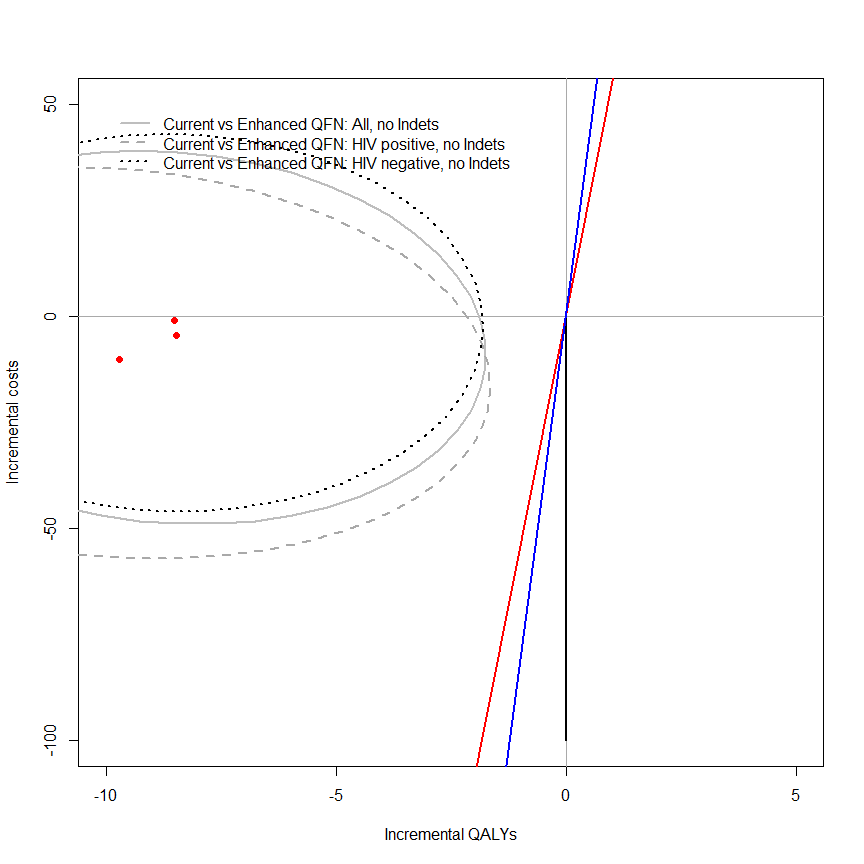 50
Current vs Enhanced QFN: All, no Indets
Current vs Enhanced QFN: HIV positive, no Indets
Current vs Enhanced QFN: HIV negative, no Indets
0
Incremental costs
-50
-100
-10
-5
0
5
Incremental QALYs